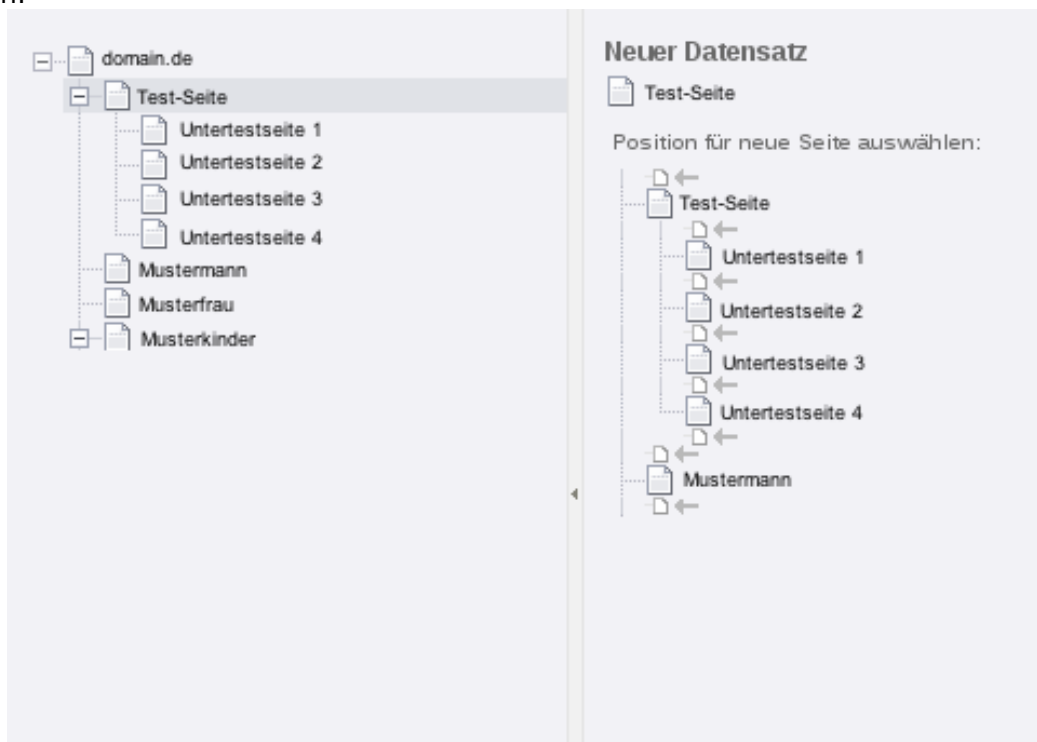 domain.de
Test-Seite
Untertestseite 1
Untertestseite 2
Untertestseite 3
Untertestseite 4
Mustermann
Musterfrau
Musterkinder
Neuer Datensatz
Test-Seite
Position für neue Seite auswählen:
Test-Seite
Untertestseite 1
Untertestseite 2
Untertestseite 3
Untertestseite 4
Mustermann